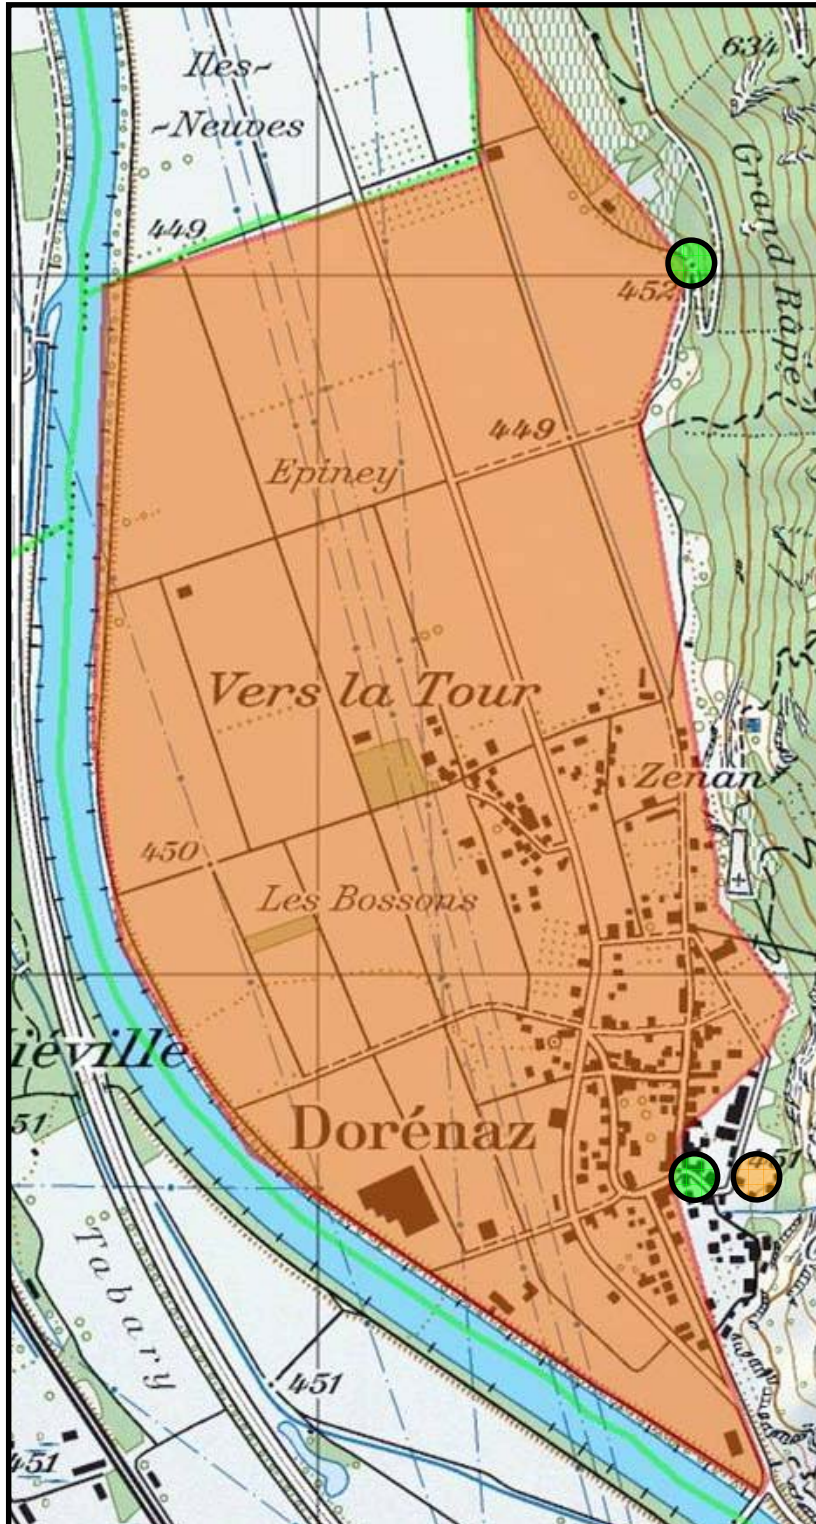 Iles-
-Neuves
634
Grand Râpe
449
452
449
Epiney
Vers la Tour
Zenan
450
Les Bossons
iéville
51
Dorénaz
451
Tabary
451
451